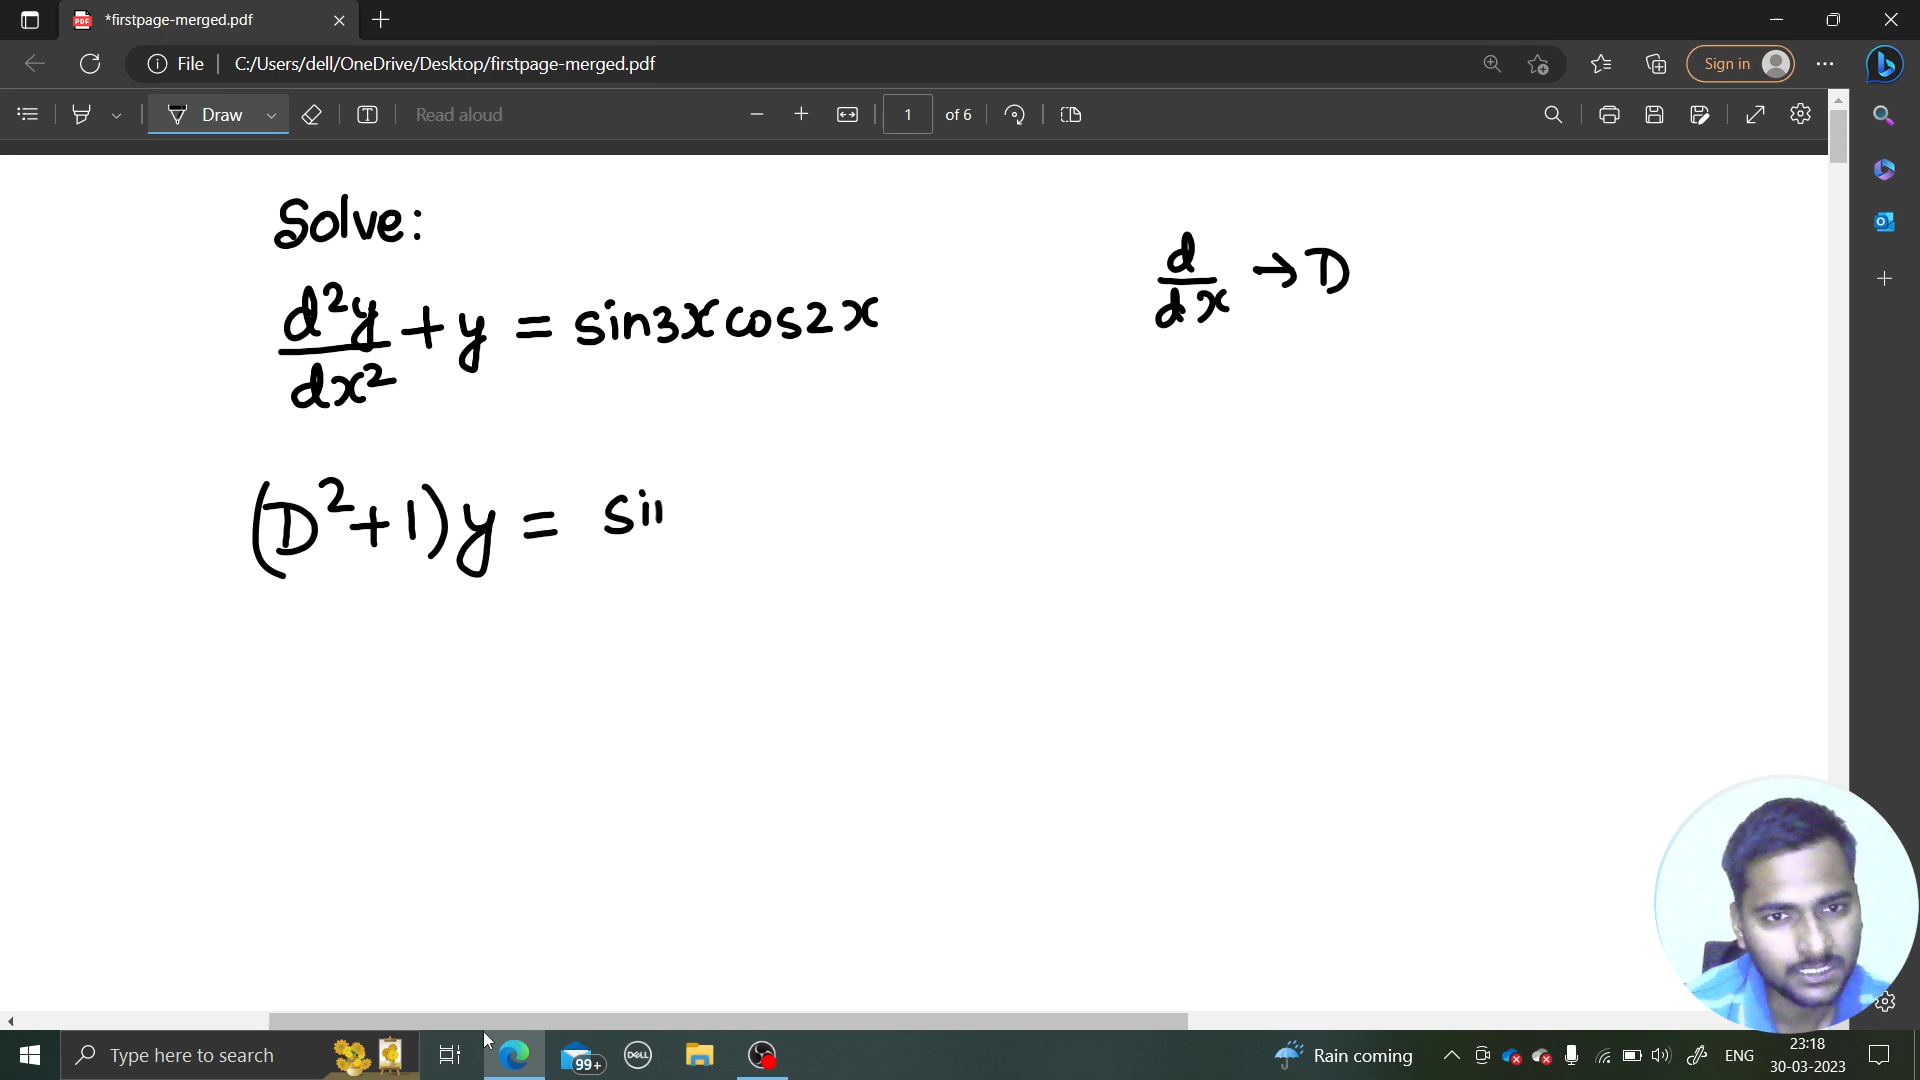 *firstpage-merged.pdf
File C:/Users/dell/OneDrive/Desktop/firstpage-merged.pdf Sign in
Draw Read aloud 1 of 6
Solve:
d²y/dx² + y = sin3x cos2x
d/dx → D
(D²+1)y = sin
Type here to search
99+
DELL
Rain coming
ENG
23:18
30-03-2023